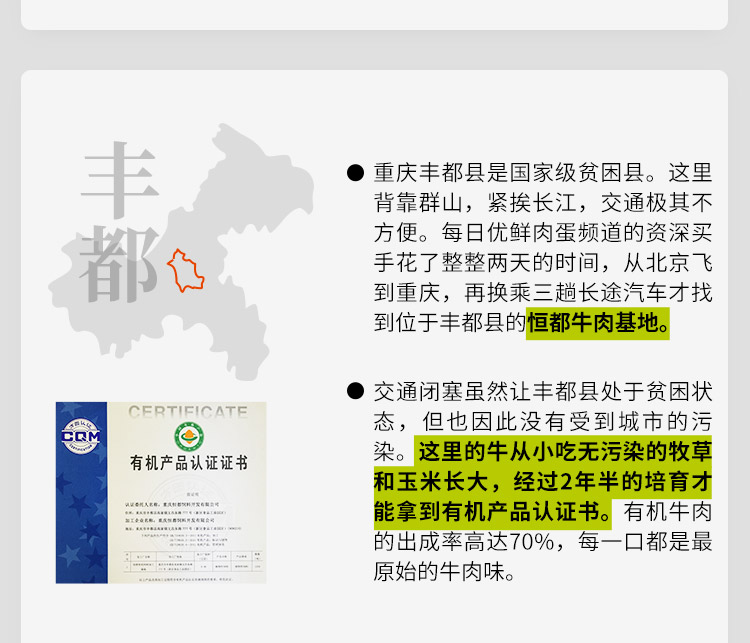 丰
都
重庆丰都县是国家级贫困县。这里
背靠群山，紧挨长江，交通极其不
方便。每日优鲜肉蛋频道的资深买
手花了整整两天的时间，从北京飞
到重庆，再换乘三趟长途汽车才找
到位于丰都县的恒都牛肉基地。
交通闭塞虽然让丰都县处于贫困状
态，但也因此没有受到城市的污
染。这里的牛从小吃无污染的牧草
和玉米长大，经过2年半的培育才
能拿到有机产品认证书。有机牛肉
的出成率高达70%，每一口都是最
原始的牛肉味。
CERTIFICATE
CQM
有机产品认证证书